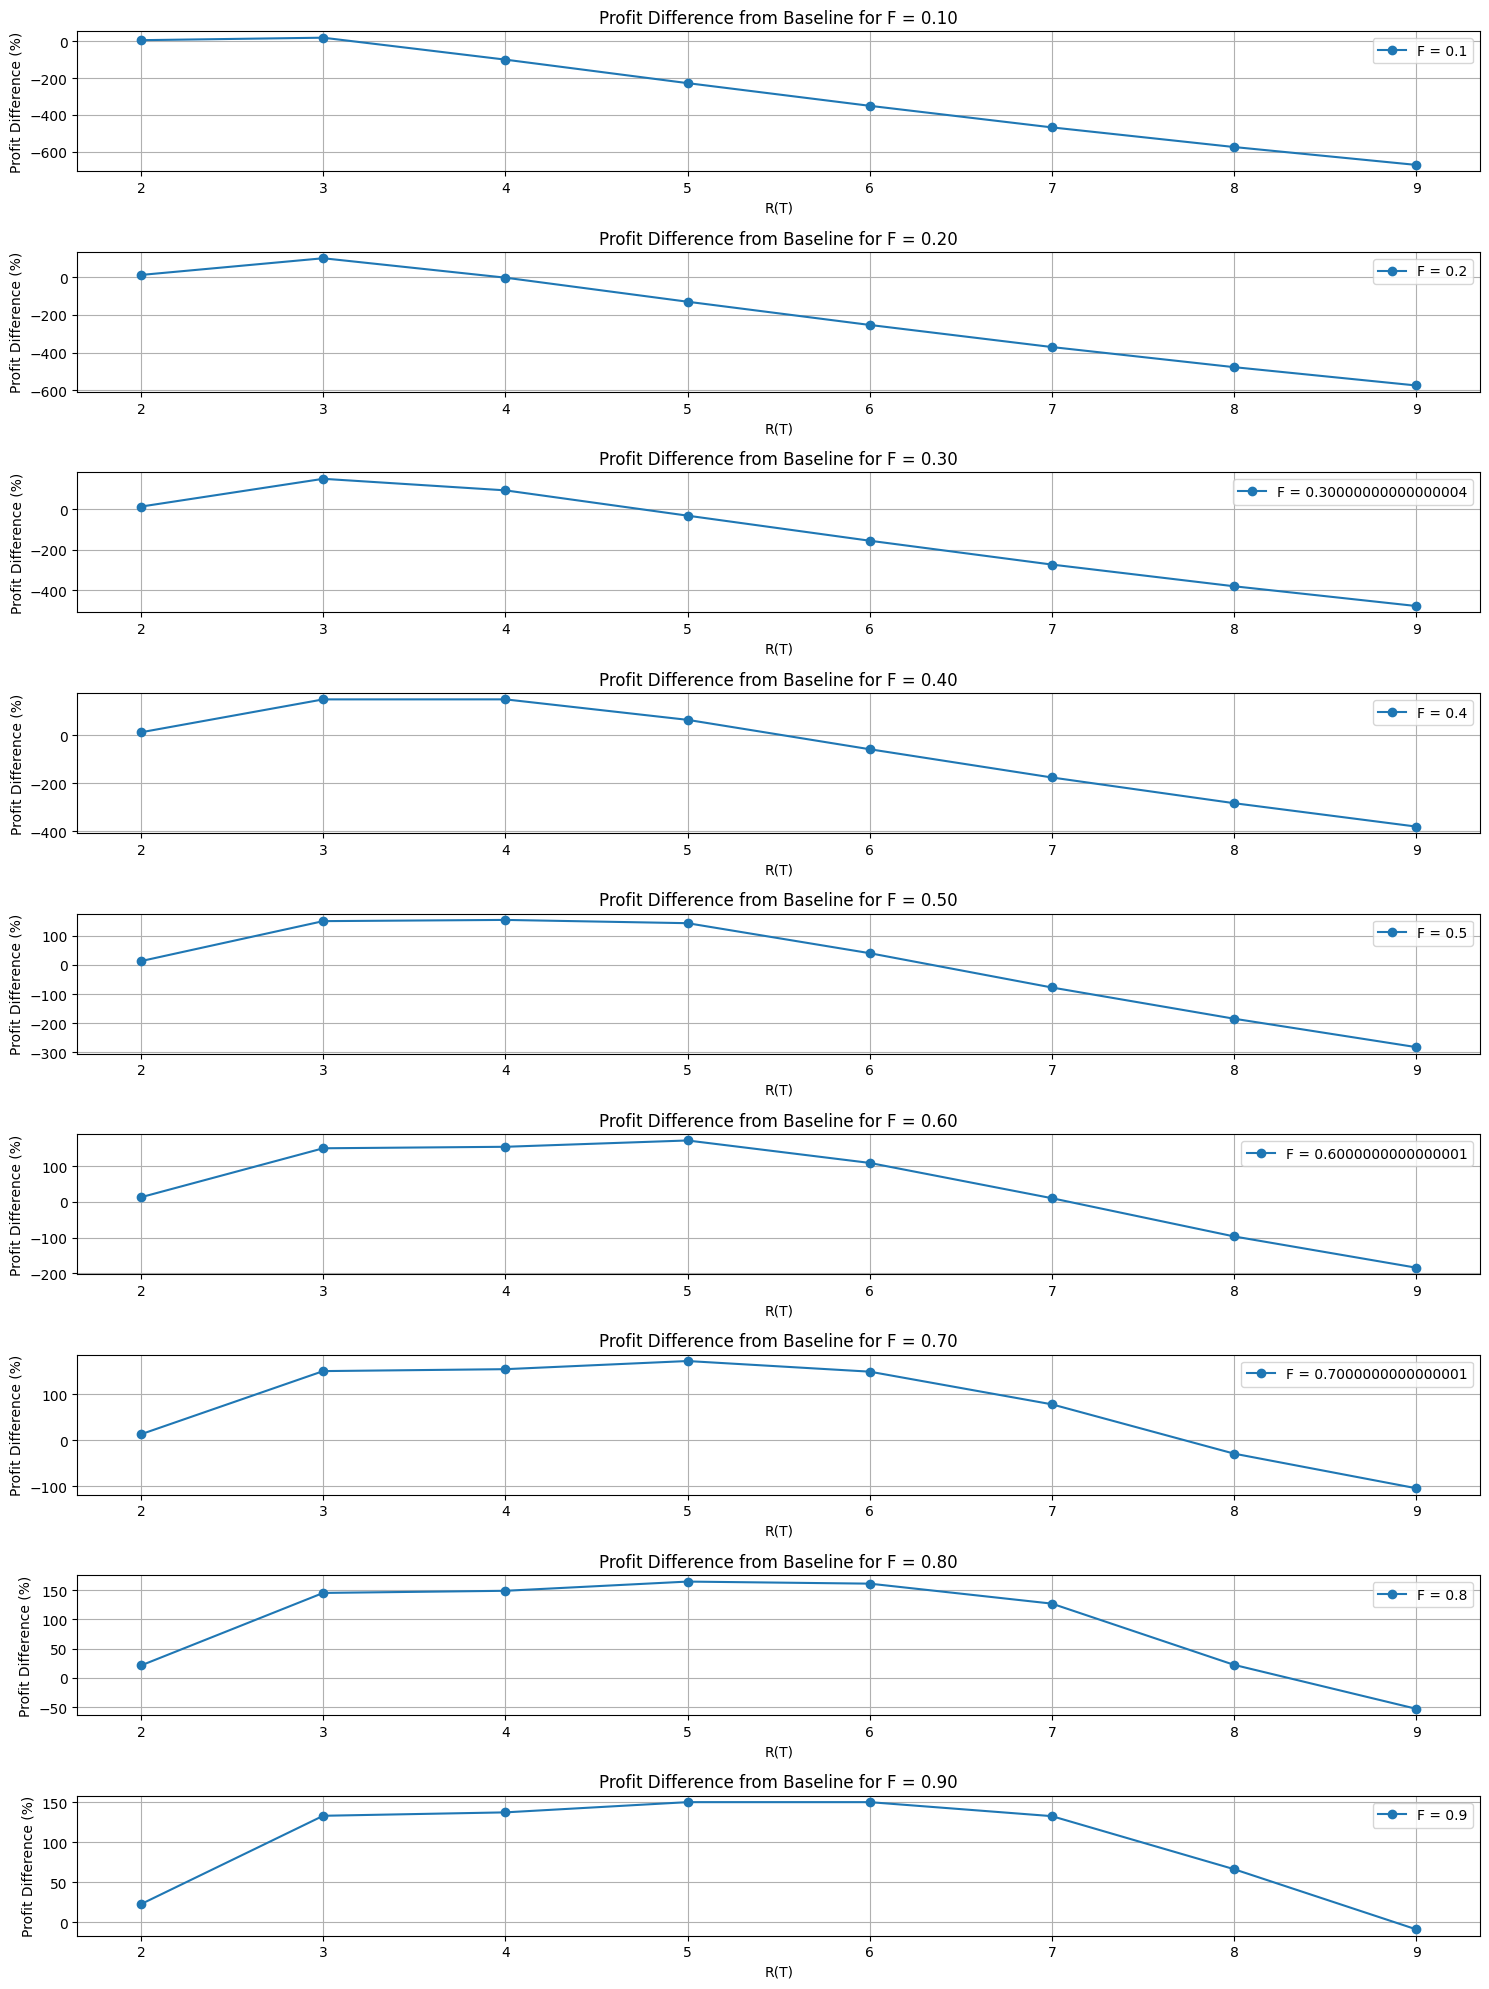 Profit Difference from Baseline for F = 0.10
Profit Difference (%)
0
−200
−400
−600
F = 0.1
2 3 4 5 6 7 8 9
R(T)
Profit Difference from Baseline for F = 0.20
Profit Difference (%)
0
−200
−400
−600
F = 0.2
2 3 4 5 6 7 8 9
R(T)
Profit Difference from Baseline for F = 0.30
Profit Difference (%)
0
−200
−400
F = 0.30000000000000004
2 3 4 5 6 7 8 9
R(T)
Profit Difference from Baseline for F = 0.40
Profit Difference (%)
0
−200
−400
F = 0.4
2 3 4 5 6 7 8 9
R(T)
Profit Difference from Baseline for F = 0.50
Profit Difference (%)
100
0
−100
−200
−300
F = 0.5
2 3 4 5 6 7 8 9
R(T)
Profit Difference from Baseline for F = 0.60
Profit Difference (%)
100
0
−100
−200
F = 0.6000000000000001
2 3 4 5 6 7 8 9
R(T)
Profit Difference from Baseline for F = 0.70
Profit Difference (%)
100
0
−100
F = 0.7000000000000001
2 3 4 5 6 7 8 9
R(T)
Profit Difference from Baseline for F = 0.80
Profit Difference (%)
150
100
50
0
−50
F = 0.8
2 3 4 5 6 7 8 9
R(T)
Profit Difference from Baseline for F = 0.90
Profit Difference (%)
150
100
50
0
F = 0.9
2 3 4 5 6 7 8 9
R(T)